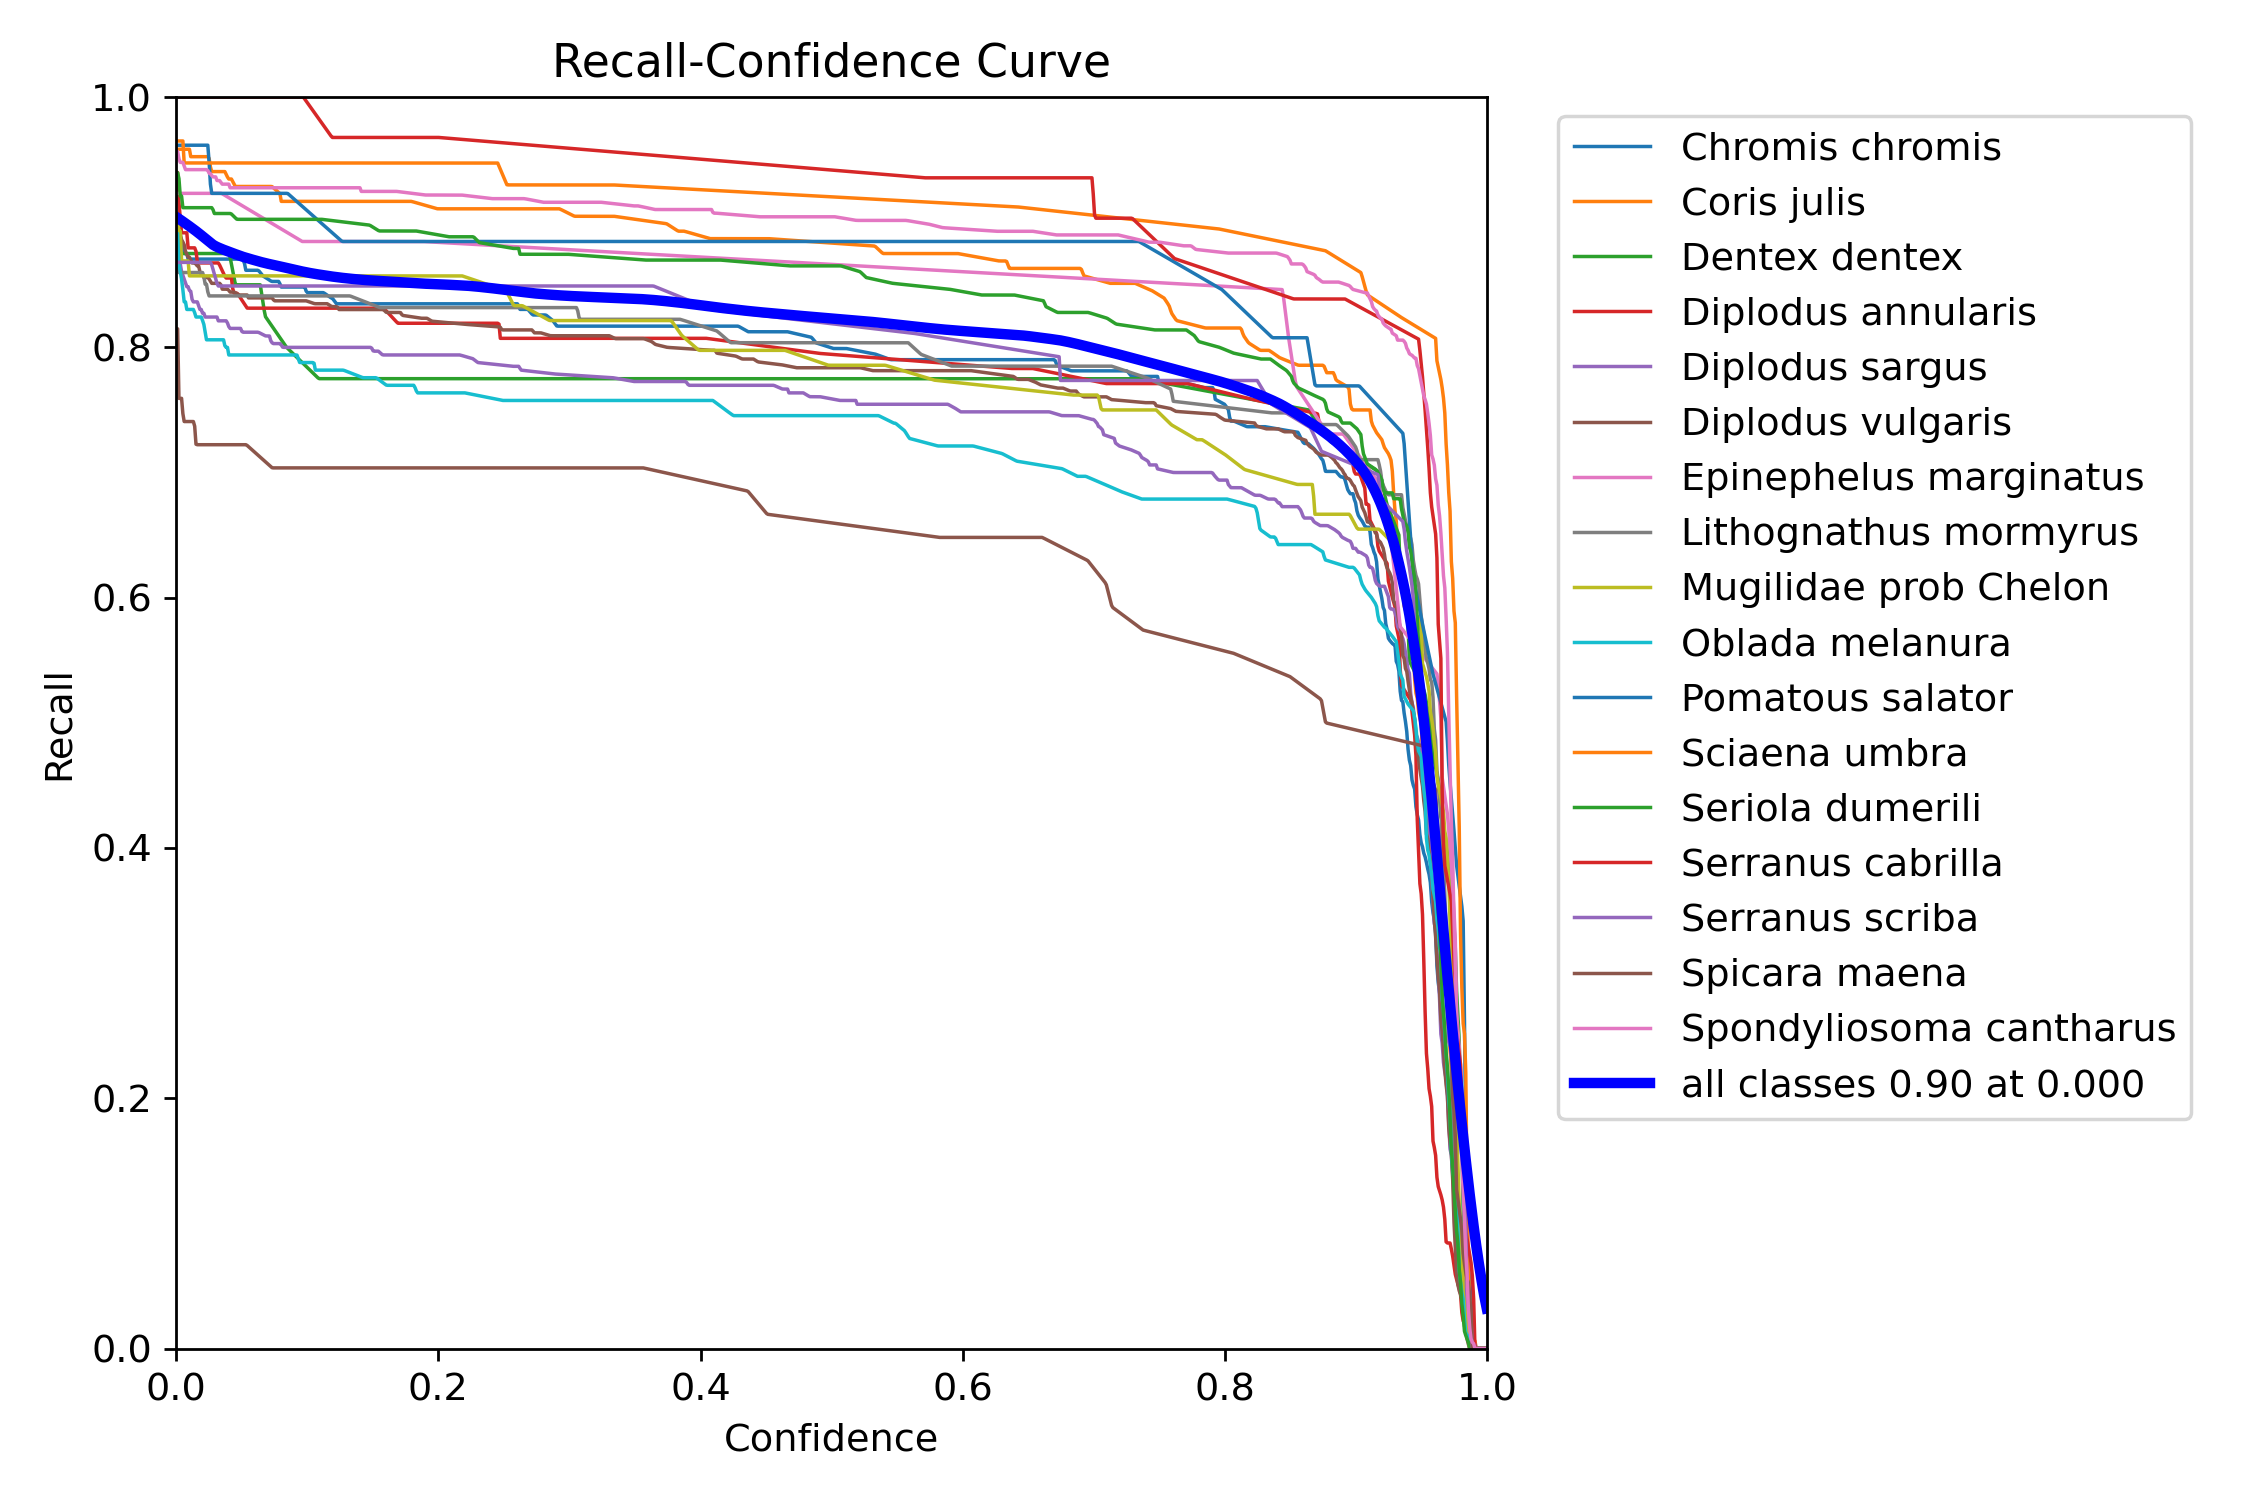 Recall-Confidence Curve
1.0
0.8
0.6
0.4
0.2
0.0
Recall
0.0 0.2 0.4 0.6 0.8 1.0
Confidence
Chromis chromis
Coris julis
Dentex dentex
Diplodus annularis
Diplodus sargus
Diplodus vulgaris
Epinephelus marginatus
Lithognathus mormyrus
Mugilidae prob Chelon
Oblada melanura
Pomatous salator
Sciaena umbra
Seriola dumerili
Serranus cabrilla
Serranus scriba
Spicara maena
Spondyliosoma cantharus
all classes 0.90 at 0.000